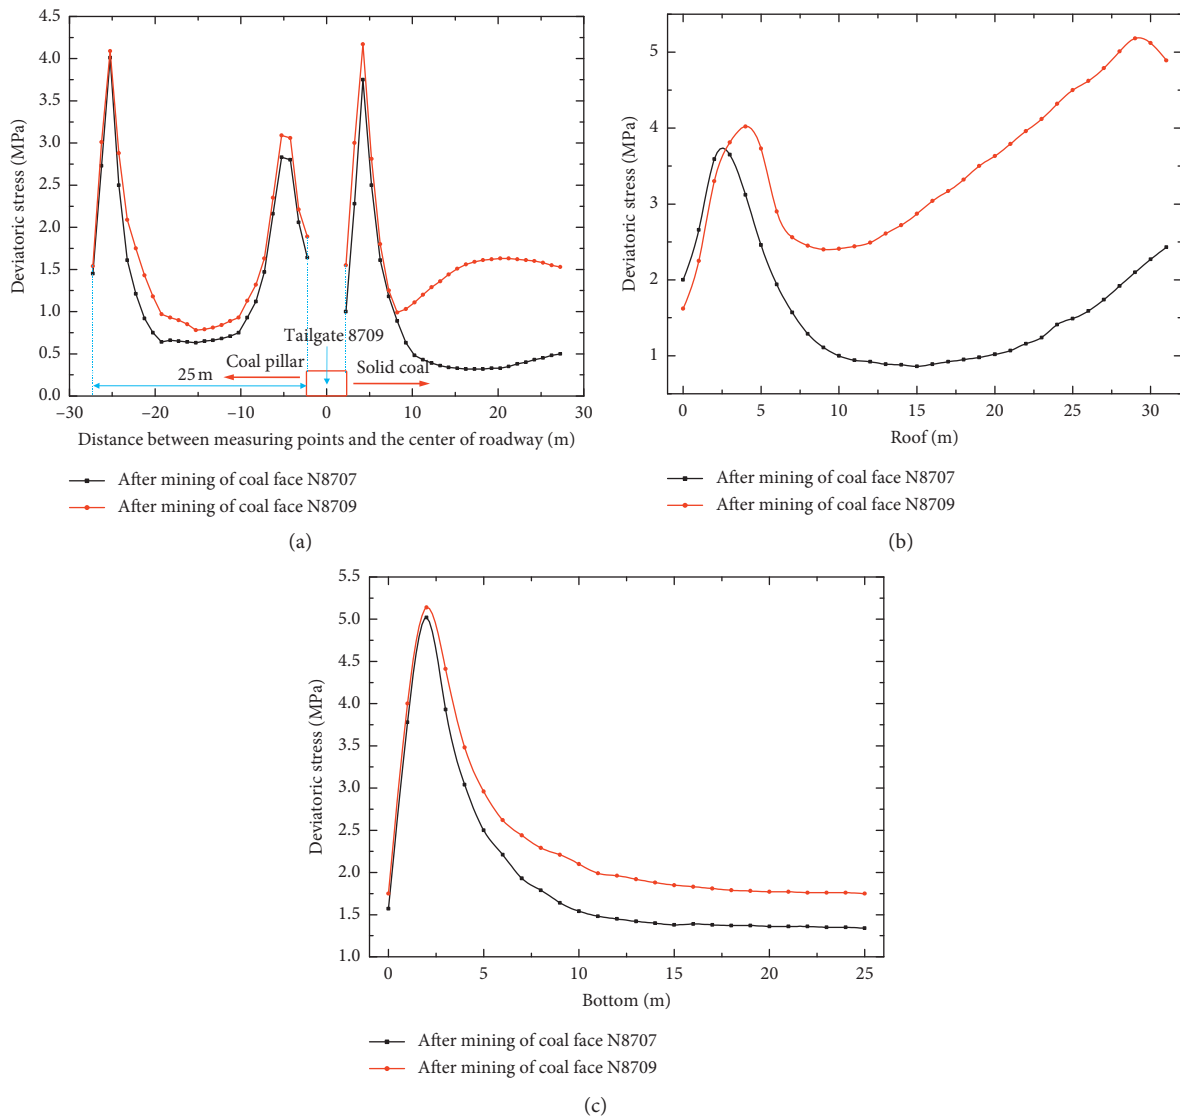 5.5
5.0
4.5
4.0
3.5
3.0
2.5
2.0
1.5
1.0
0.5
0.0
Deviatoric stress (MPa)
Tailgate 8709
Coal pillar
Solid coal
25 m
−30 −20 −10 0 10 20 30
Distance between measuring points and the center of roadway (m)
After mining of coal face N8707
After mining of coal face N8709
(a)
5
4
3
2
1
Deviatoric stress (MPa)
0 5 10 15 20 25 30
Roof (m)
After mining of coal face N8707
After mining of coal face N8709
(b)
5.5
5.0
4.5
4.0
3.5
3.0
2.5
2.0
1.5
1.0
Deviatoric stress (MPa)
0 5 10 15 20 25
Bottom (m)
After mining of coal face N8707
After mining of coal face N8709
(c)